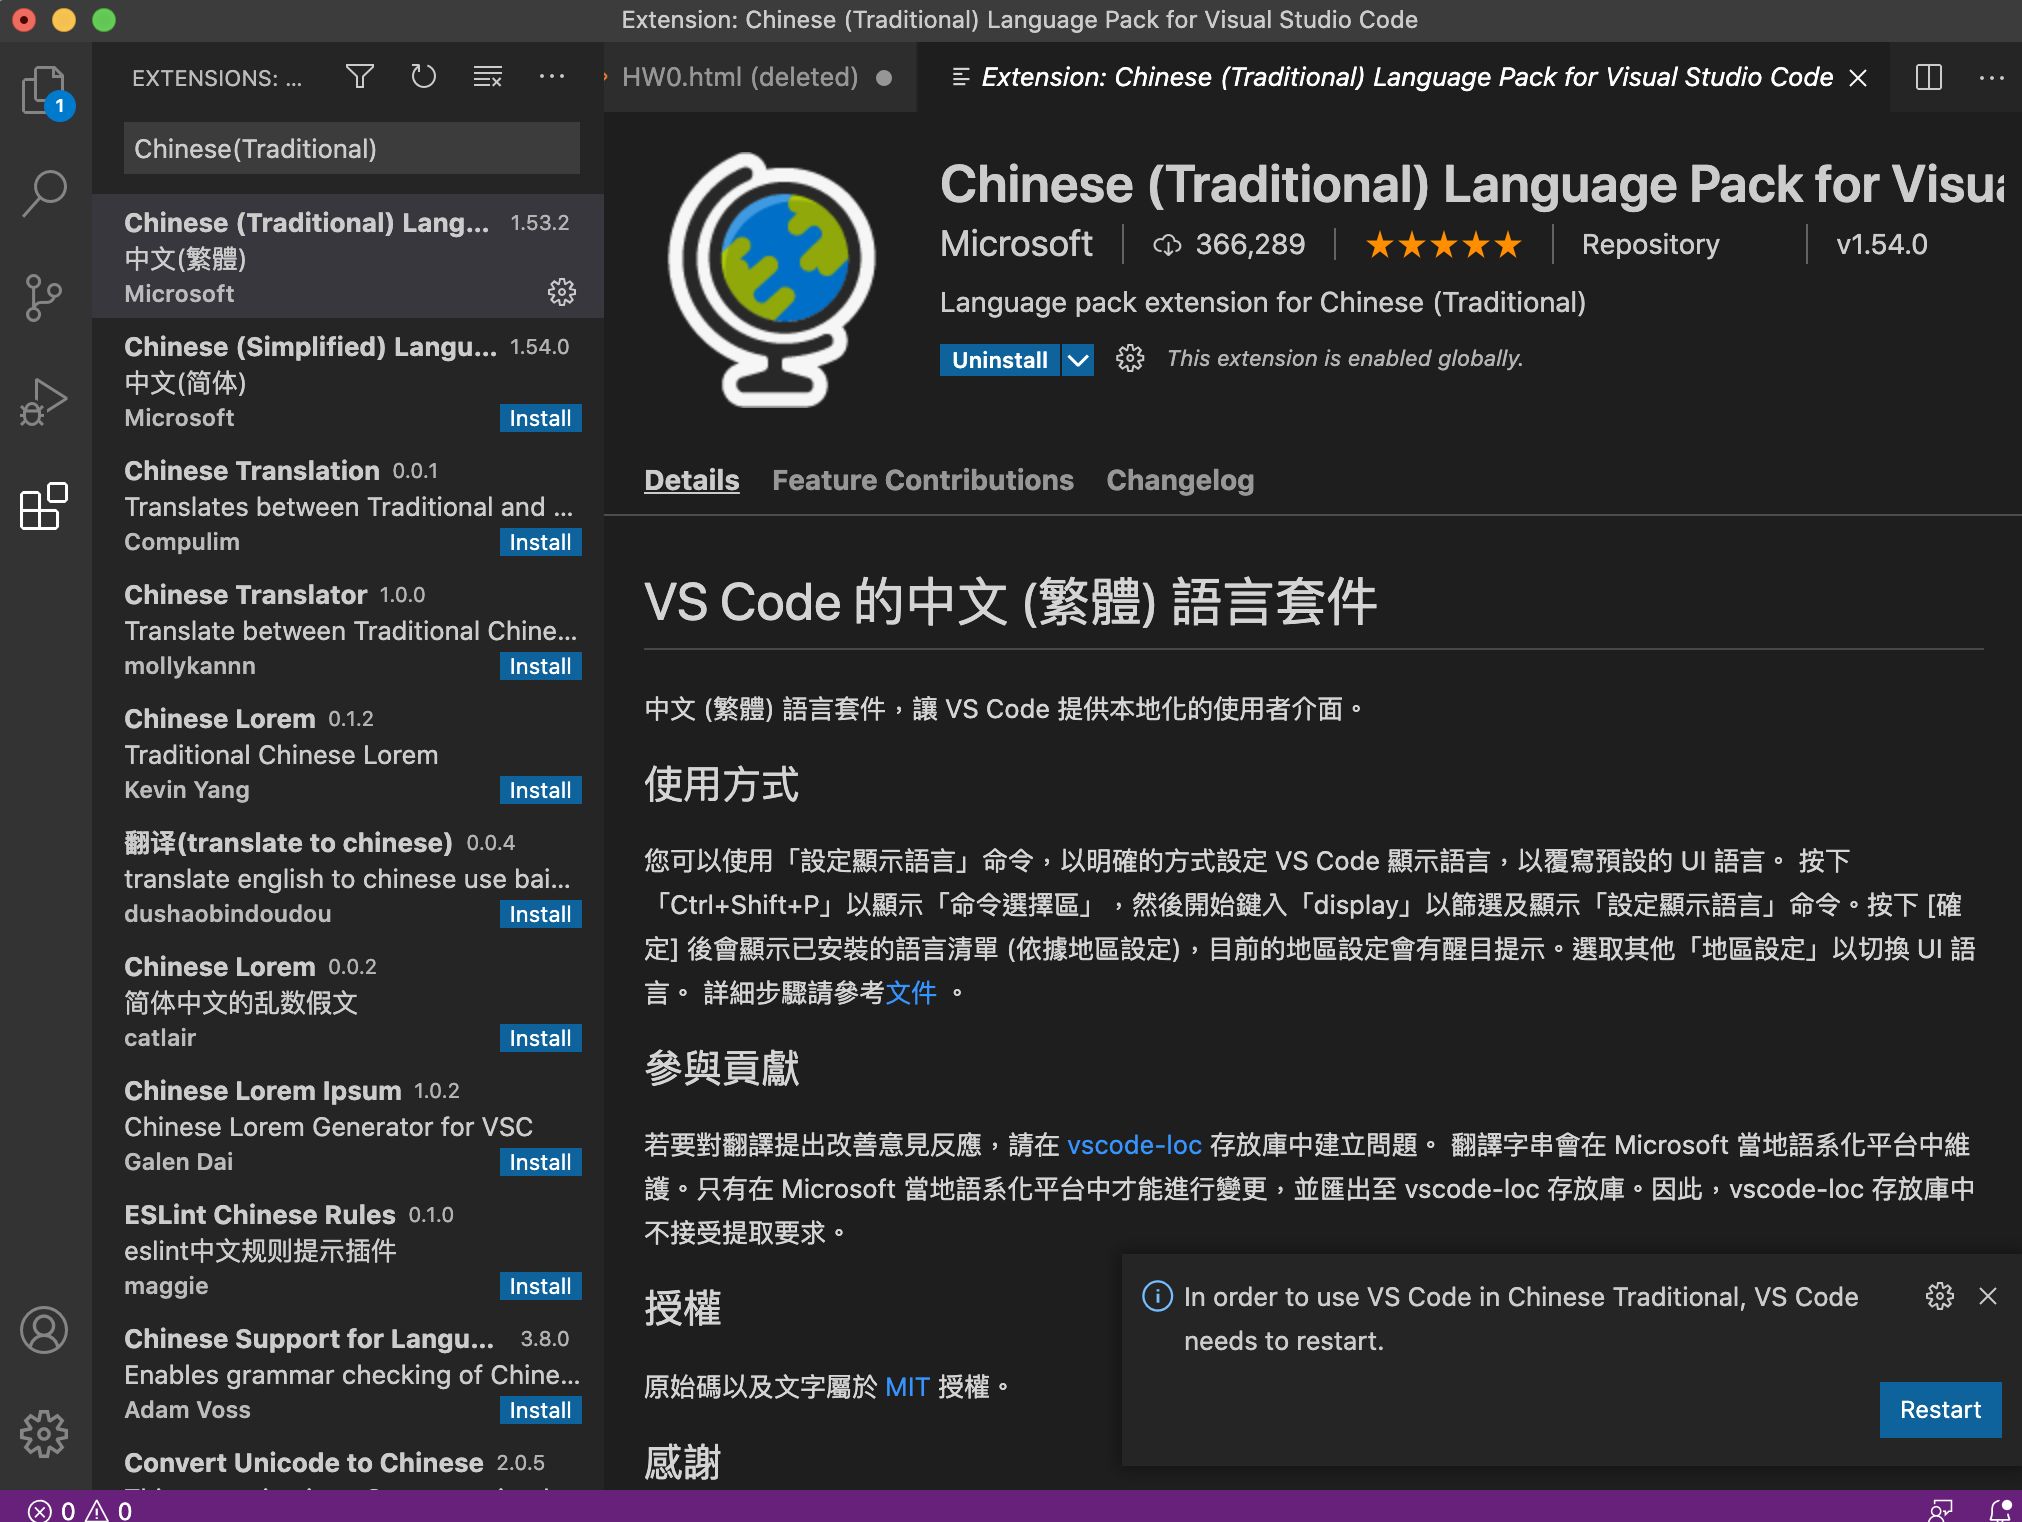 Extension: Chinese (Traditional) Language Pack for Visual Studio Code
1
EXTENSIONS: ...
Chinese(Traditional)
Chinese (Traditional) Lang... 1.53.2
中文(繁體)
Microsoft
Chinese (Simplified) Langu... 1.54.0
中文(简体)
Microsoft Install
Chinese Translation 0.0.1
Translates between Traditional and ...
Compulim Install
Chinese Translator 1.0.0
Translate between Traditional Chine...
mollykannn Install
Chinese Lorem 0.1.2
Traditional Chinese Lorem
Kevin Yang Install
翻译(translate to chinese) 0.0.4
translate english to chinese use bai...
dushaobindoudou Install
Chinese Lorem 0.0.2
简体中文的乱数假文
catlair Install
Chinese Lorem Ipsum 1.0.2
Chinese Lorem Generator for VSC
Galen Dai Install
ESLint Chinese Rules 0.1.0
eslint中文规则提示插件
maggie Install
Chinese Support for Langu... 3.8.0
Enables grammar checking of Chine...
Adam Voss Install
Convert Unicode to Chinese 2.0.5
HW0.html (deleted)
Extension: Chinese (Traditional) Language Pack for Visual Studio Code
Chinese (Traditional) Language Pack for Visua
Microsoft 366,289 Repository v1.54.0
Language pack extension for Chinese (Traditional)
Uninstall This extension is enabled globally.
Details Feature Contributions Changelog
VS Code 的中文 (繁體) 語言套件
中文 (繁體) 語言套件，讓 VS Code 提供本地化的使用者介面。
使用方式
您可以使用「設定顯示語言」命令，以明確的方式設定 VS Code 顯示語言，以覆寫預設的 UI 語言。 按下
「Ctrl+Shift+P」以顯示「命令選擇區」，然後開始鍵入「display」以篩選及顯示「設定顯示語言」命令。按下 [確
定] 後會顯示已安裝的語言清單 (依據地區設定)，目前的地區設定會有醒目提示。選取其他「地區設定」以切換 UI 語
言。 詳細步驟請參考文件 。
參與貢獻
若要對翻譯提出改善意見反應，請在 vscode-loc 存放庫中建立問題。 翻譯字串會在 Microsoft 當地語系化平台中維
護。只有在 Microsoft 當地語系化平台中才能進行變更，並匯出至 vscode-loc 存放庫。因此，vscode-loc 存放庫中
不接受提取要求。
授權
原始碼以及文字屬於 MIT 授權。
感謝
In order to use VS Code in Chinese Traditional, VS Code
needs to restart.
Restart
0 0